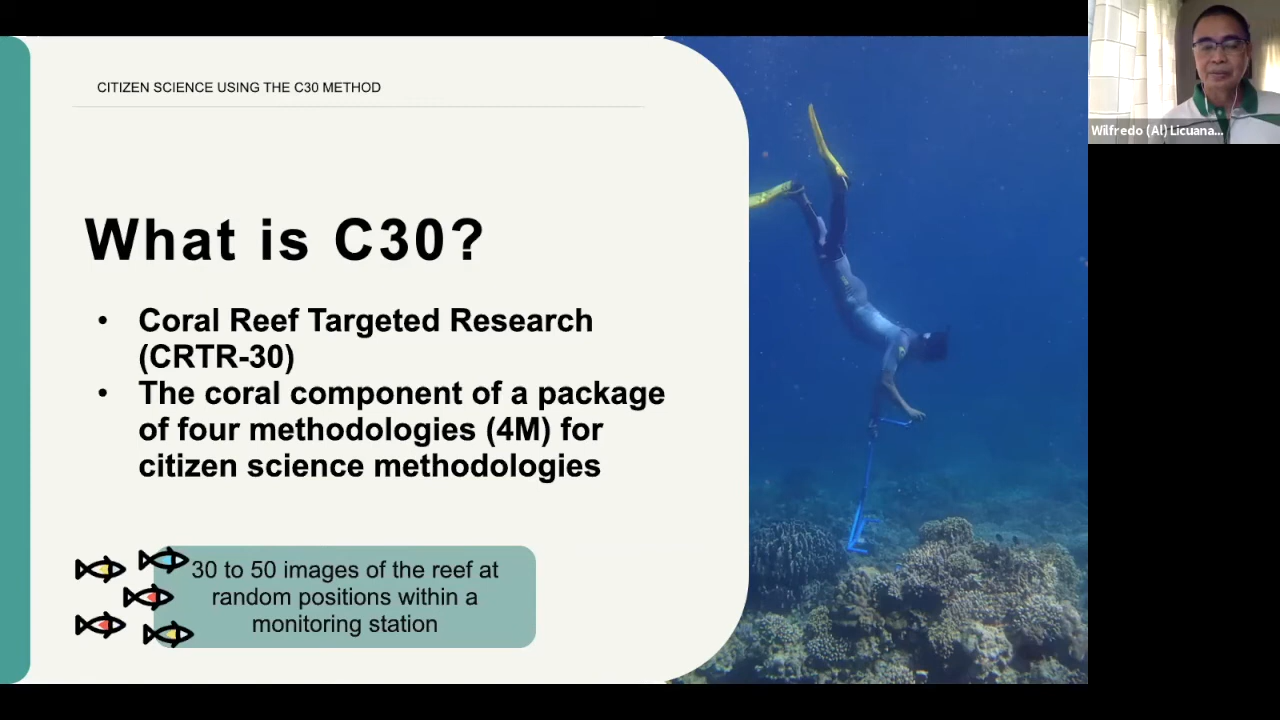 CITIZEN SCIENCE USING THE C30 METHOD
What is C30?
• Coral Reef Targeted Research
(CRTR-30)
• The coral component of a package
of four methodologies (4M) for
citizen science methodologies
30 to 50 images of the reef at
random positions within a
monitoring station
Wilfredo (Al) Licuana...